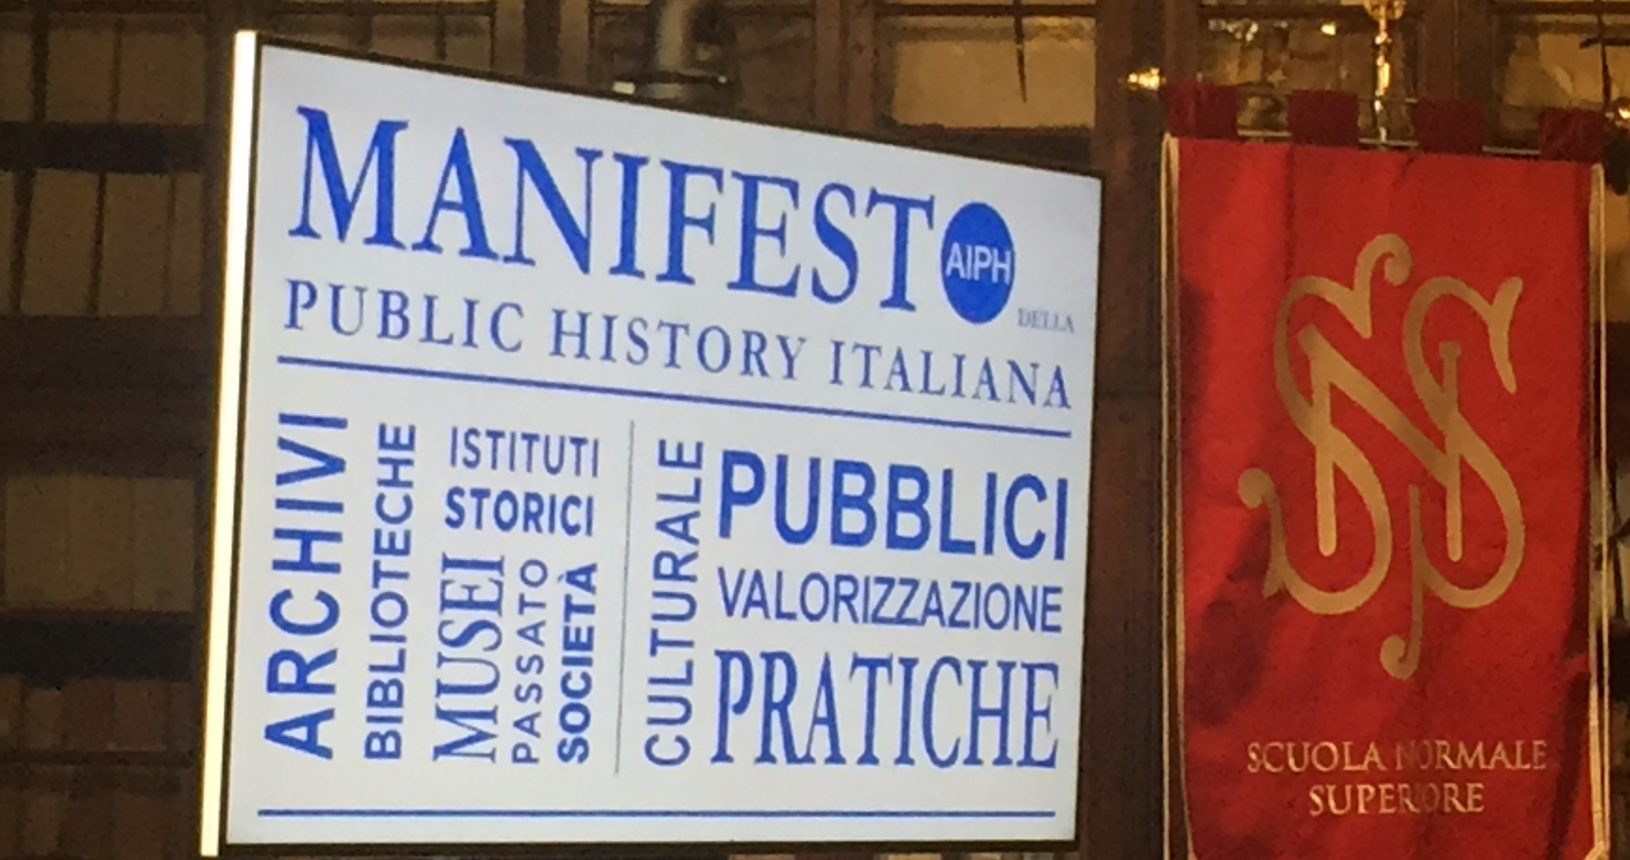 MANIFESTO
AIPH
DELLA
PUBLIC HISTORY ITALIANA
ARCHIVI
BIBLIOTECHE
ISTITUTI
STORICI
MUSEI
PASSATO
SOCIETÀ
CULTURALE
PUBBLICI
VALORIZZAZIONE
PRATICHE
SNS
SCUOLA NORMALE
SUPERIORE